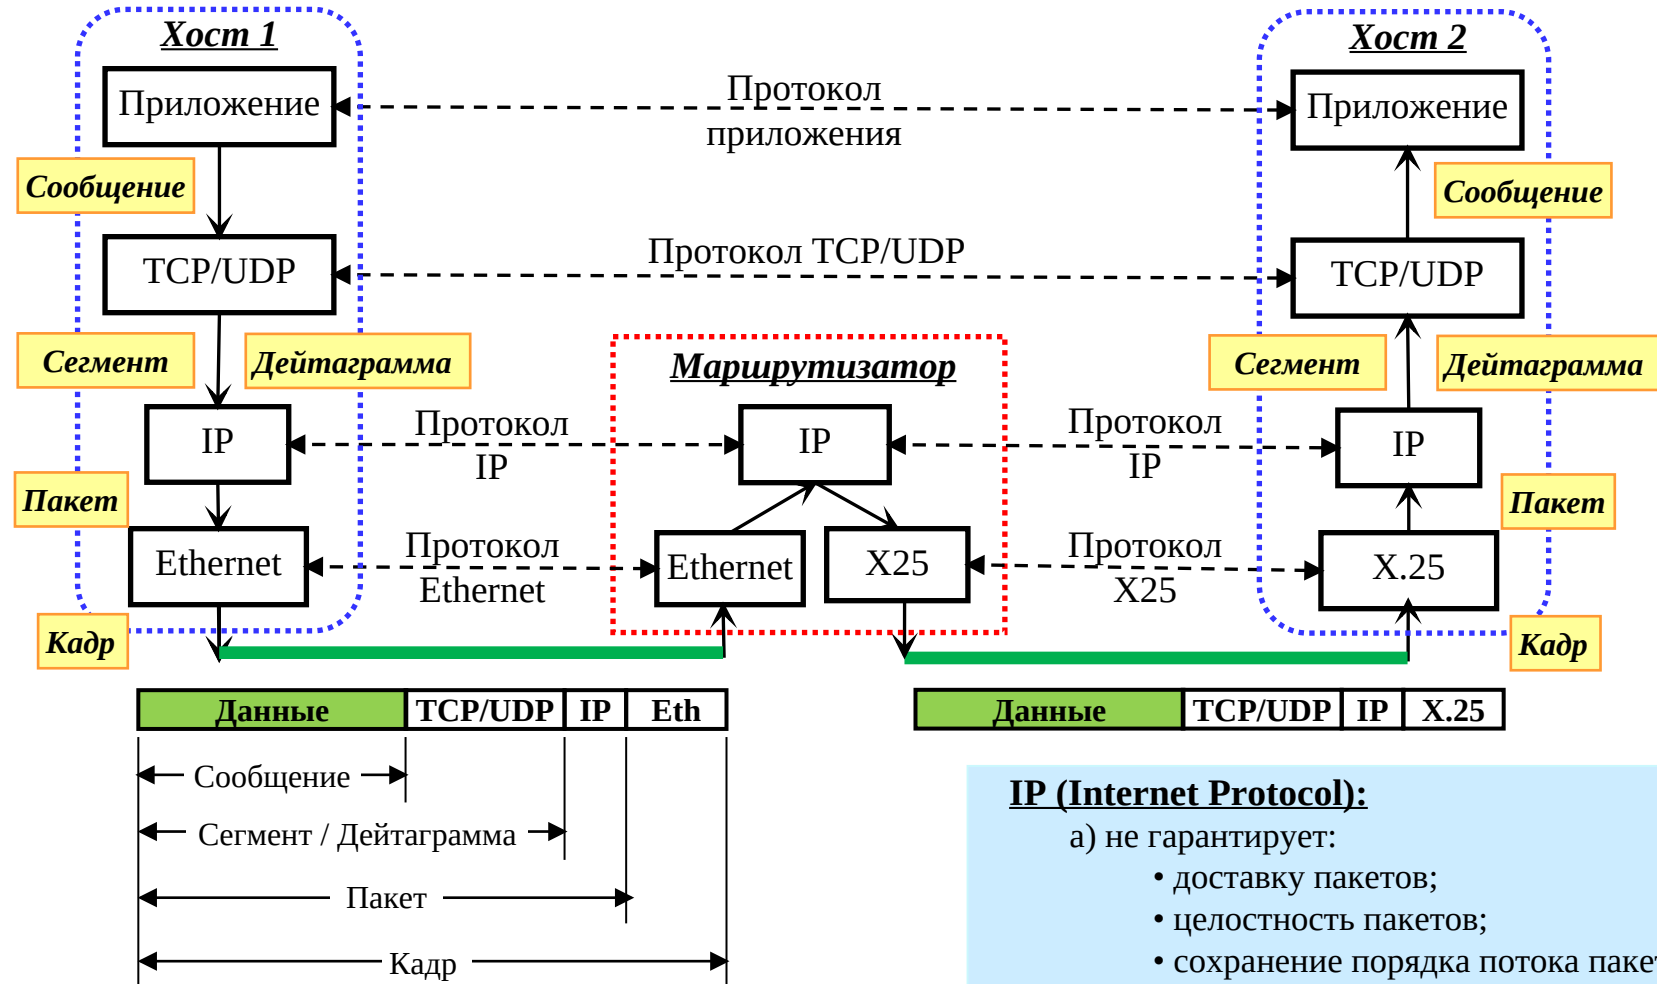 Хост 1
Хост 2
Приложение
Протокол
приложения
Приложение
Сообщение
Сообщение
TCP/UDP
Протокол TCP/UDP
TCP/UDP
Сегмент
Дейтаграмма
Маршрутизатор
Сегмент
Дейтаграмма
IP
Протокол
IP
IP
Протокол
IP
IP
Пакет
Пакет
Ethernet
Протокол
Ethernet
Ethernet
X25
Протокол
X25
X.25
Кадр
Кадр
Данные TCP/UDP IP Eth
Данные TCP/UDP IP X.25
Сообщение
Сегмент / Дейтаграмма
Пакет
Кадр
IP (Internet Protocol):
а) не гарантирует:
• доставку пакетов;
• целостность пакетов;
• сохранение порядка потока